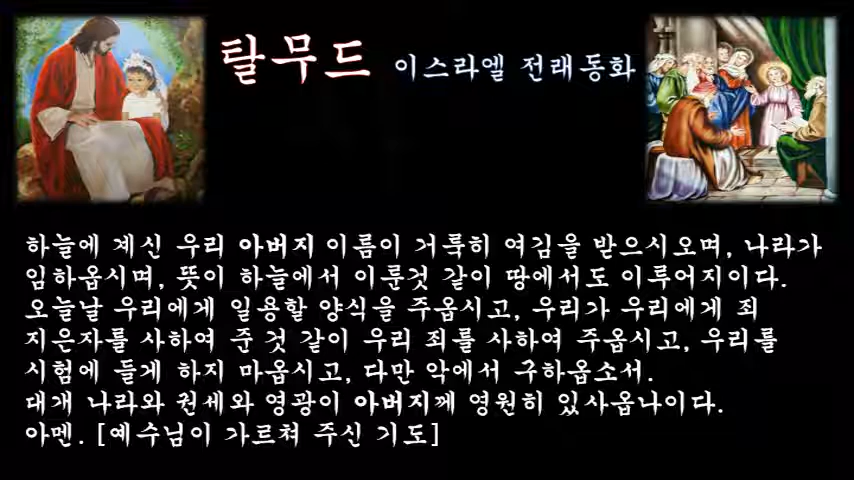 탈무드 이스라엘 전래동화
하늘에 계신 우리 아버지 이름이 거룩히 여김을 받으시오며, 나라가
임하옵시며, 뜻이 하늘에서 이룬것 같이 땅에서도 이루어지이다.
오늘날 우리에게 일용할 양식을 주옵시고, 우리가 우리에게 죄
지은자를 사하여 준 것 같이 우리 죄를 사하여 주옵시고, 우리를
시험에 들게 하지 마옵시고, 다만 악에서 구하옵소서.
대개 나라와 권세와 영광이 아버지께 영원히 있사옵나이다.
아멘. [예수님이 가르쳐 주신 기도]